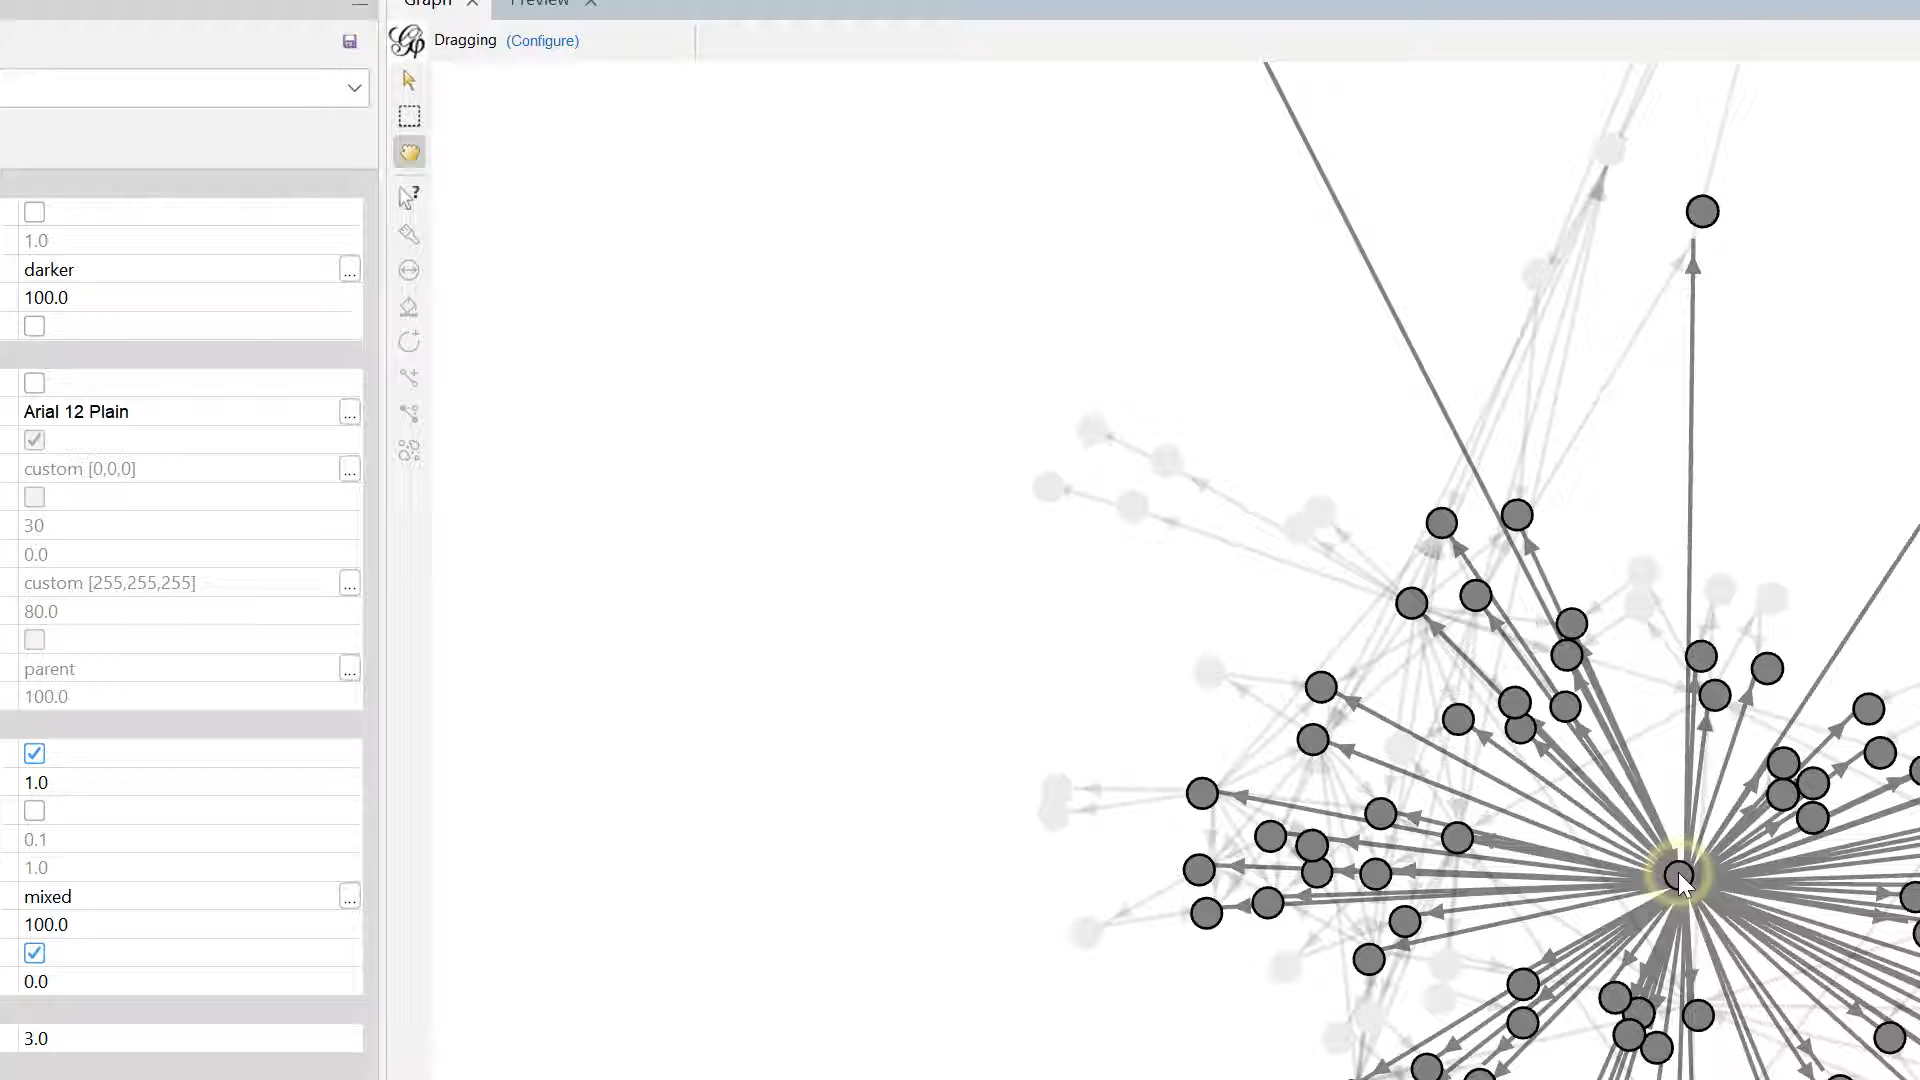 Graph
Preview
Dragging (Configure)
1.0
darker
...
100.0
Arial 12 Plain
...
custom [0,0,0]
...
30
0.0
custom [255,255,255]
...
80.0
parent
...
100.0
1.0
0.1
1.0
mixed
...
100.0
0.0
3.0